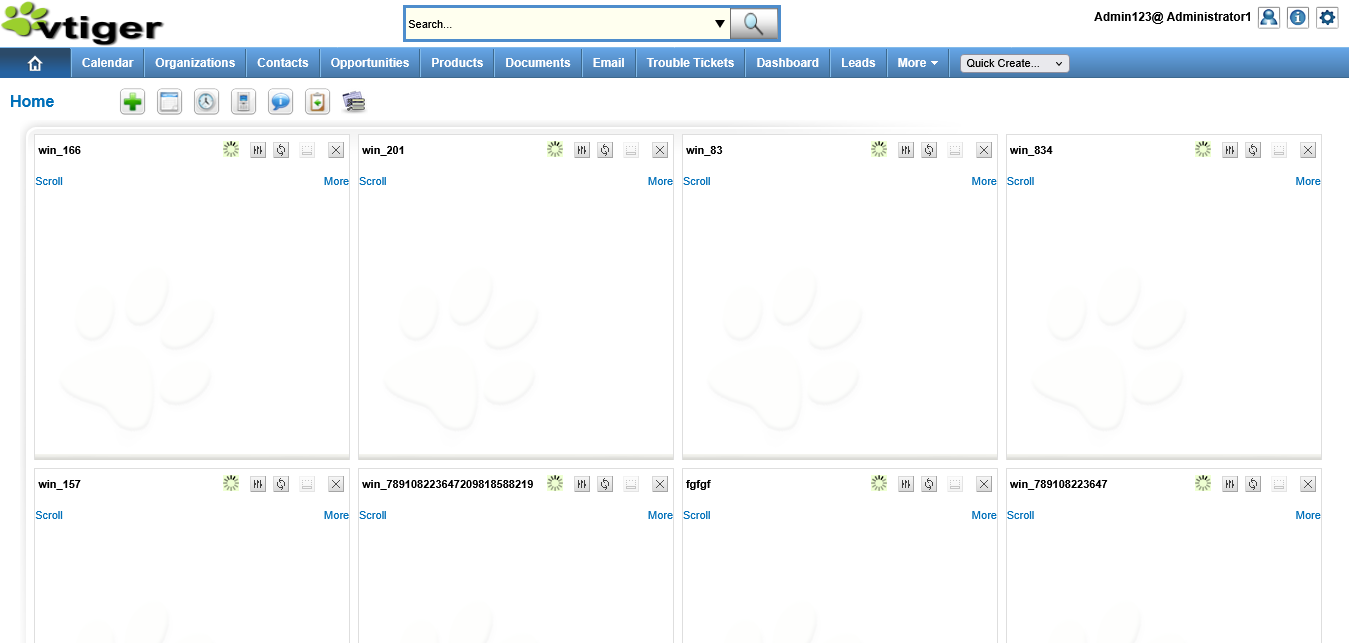 vtiger
Search...
Admin123@ Administrator1
Calendar Organizations Contacts Opportunities Products Documents Email Trouble Tickets Dashboard Leads More Quick Create...
Home
win_166 win_201 win_83 win_834
Scroll More Scroll More Scroll More Scroll More
win_157 win_789108223647209818588219 fgfgf win_789108223647
Scroll More Scroll More Scroll More Scroll More